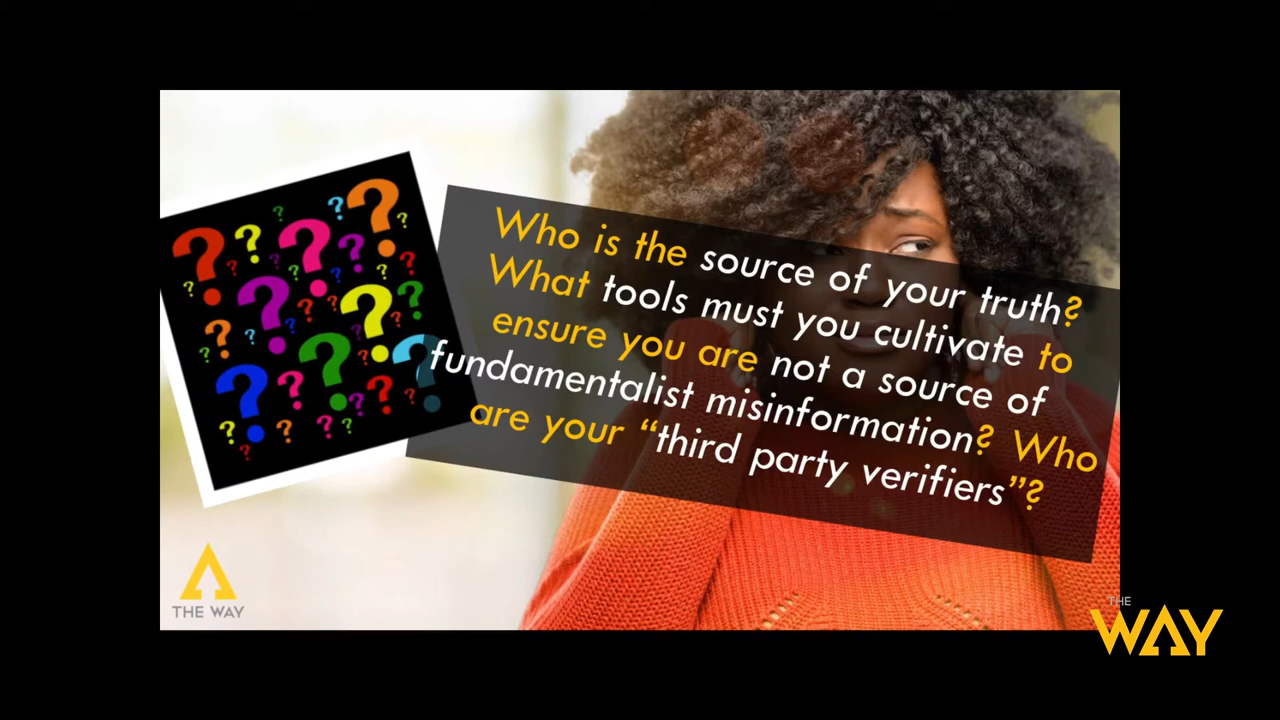 Who is the source of your truth?
What tools must you cultivate to
ensure you are not a source of
fundamentalist misinformation? Who
are your “third party verifiers”?
THE WAY
THE
WAY